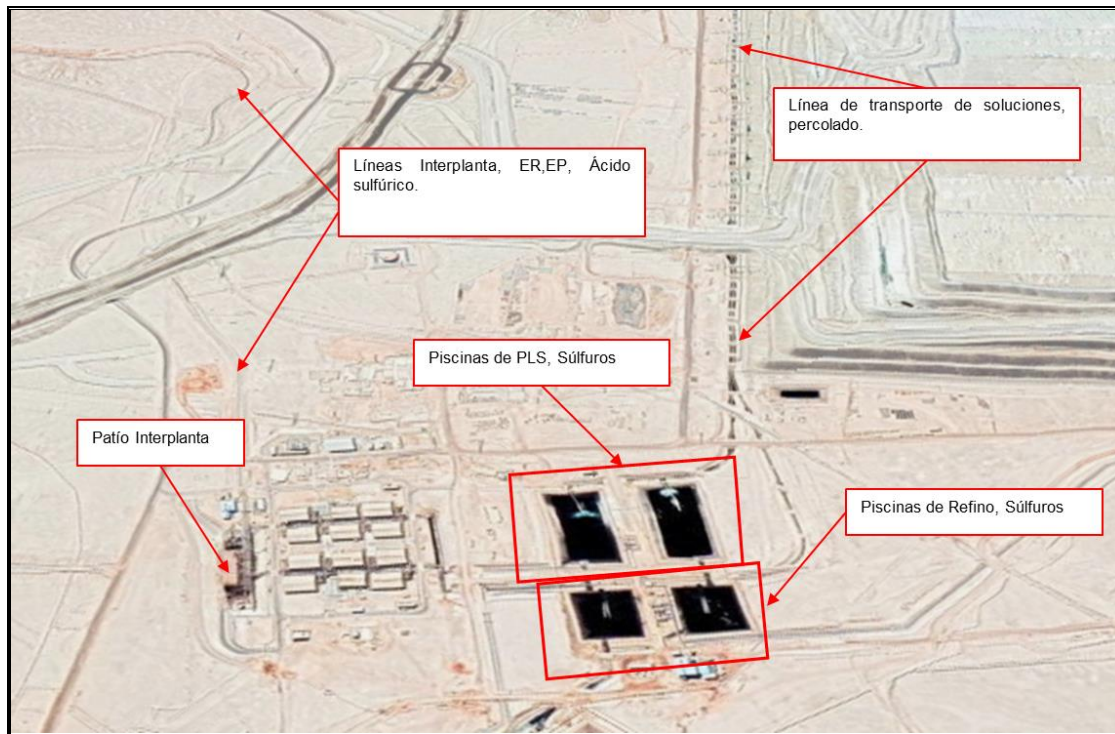 Línea de transporte de soluciones,
percolado.
Líneas Interplanta, ER,EP, Ácido
sulfúrico.
Piscinas de PLS, Súlfuros
Patío Interplanta
Piscinas de Refino, Súlfuros